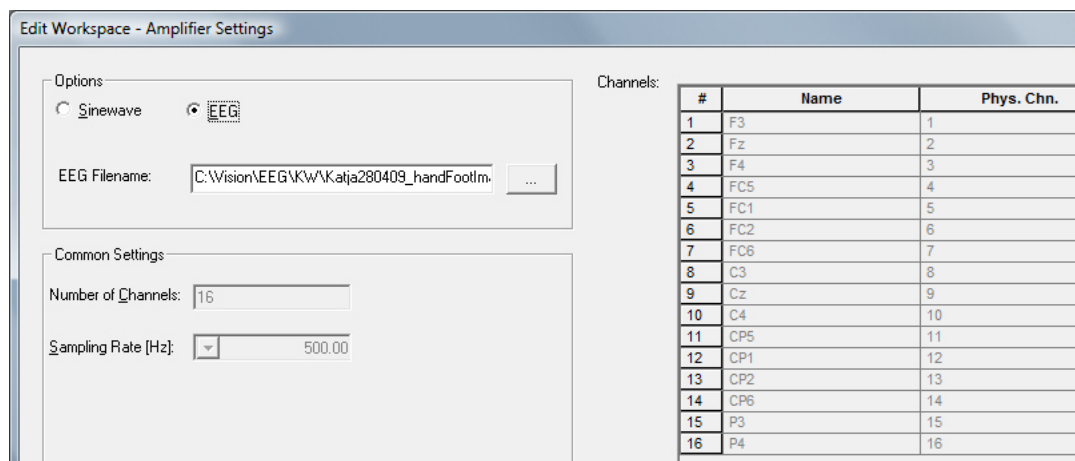 Edit Workspace - Amplifier Settings
Options
Sinewave EEG
EEG Filename: C:\Vision\EEG\KW\Katja280409_handFootIm ...
Common Settings
Number of Channels: 16
Sampling Rate [Hz]: 500.00
Channels:
# Name Phys. Chn.
1 F3 1
2 Fz 2
3 F4 3
4 FC5 4
5 FC1 5
6 FC2 6
7 FC6 7
8 C3 8
9 Cz 9
10 C4 10
11 CP5 11
12 CP1 12
13 CP2 13
14 CP6 14
15 P3 15
16 P4 16